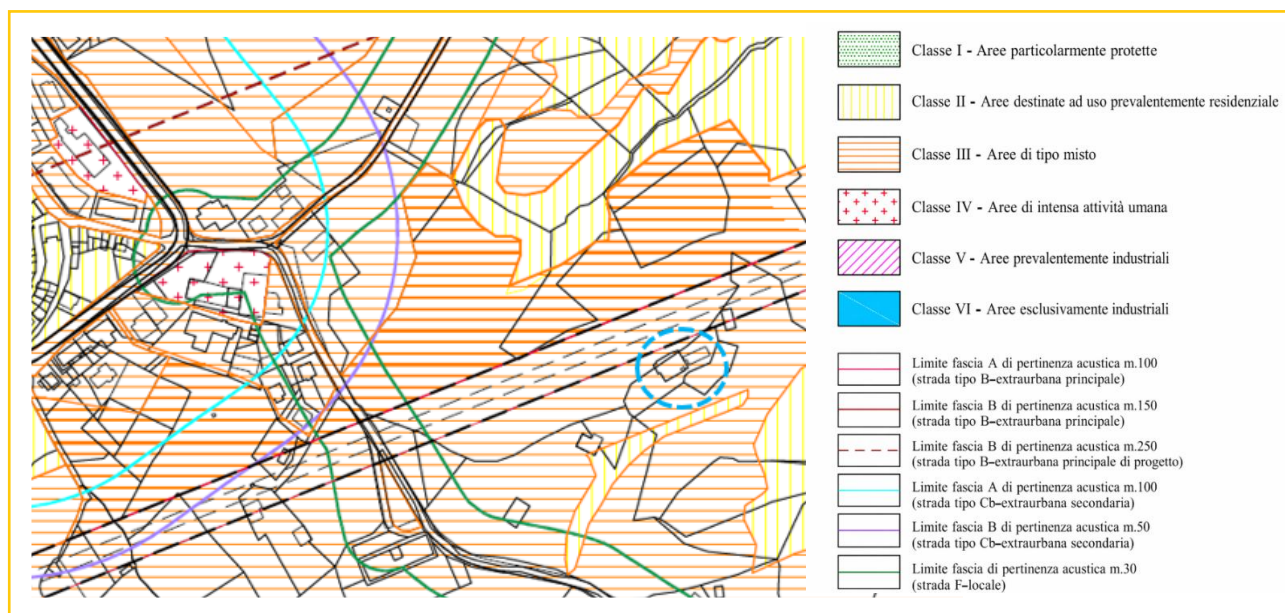 Classe I - Aree particolarmente protette
Classe II - Aree destinate ad uso prevalentemente residenziale
Classe III - Aree di tipo misto
Classe IV - Aree di intensa attività umana
Classe V - Aree prevalentemente industriali
Classe VI - Aree esclusivamente industriali
Limite fascia A di pertinenza acustica m.100
(strada tipo B-extraurbana principale)
Limite fascia B di pertinenza acustica m.150
(strada tipo B-extraurbana principale)
Limite fascia B di pertinenza acustica m.250
(strada tipo B-extraurbana principale di progetto)
Limite fascia A di pertinenza acustica m.100
(strada tipo Cb-extraurbana secondaria)
Limite fascia B di pertinenza acustica m.50
(strada tipo Cb-extraurbana secondaria)
Limite fascia di pertinenza acustica m.30
(strada F-locale)